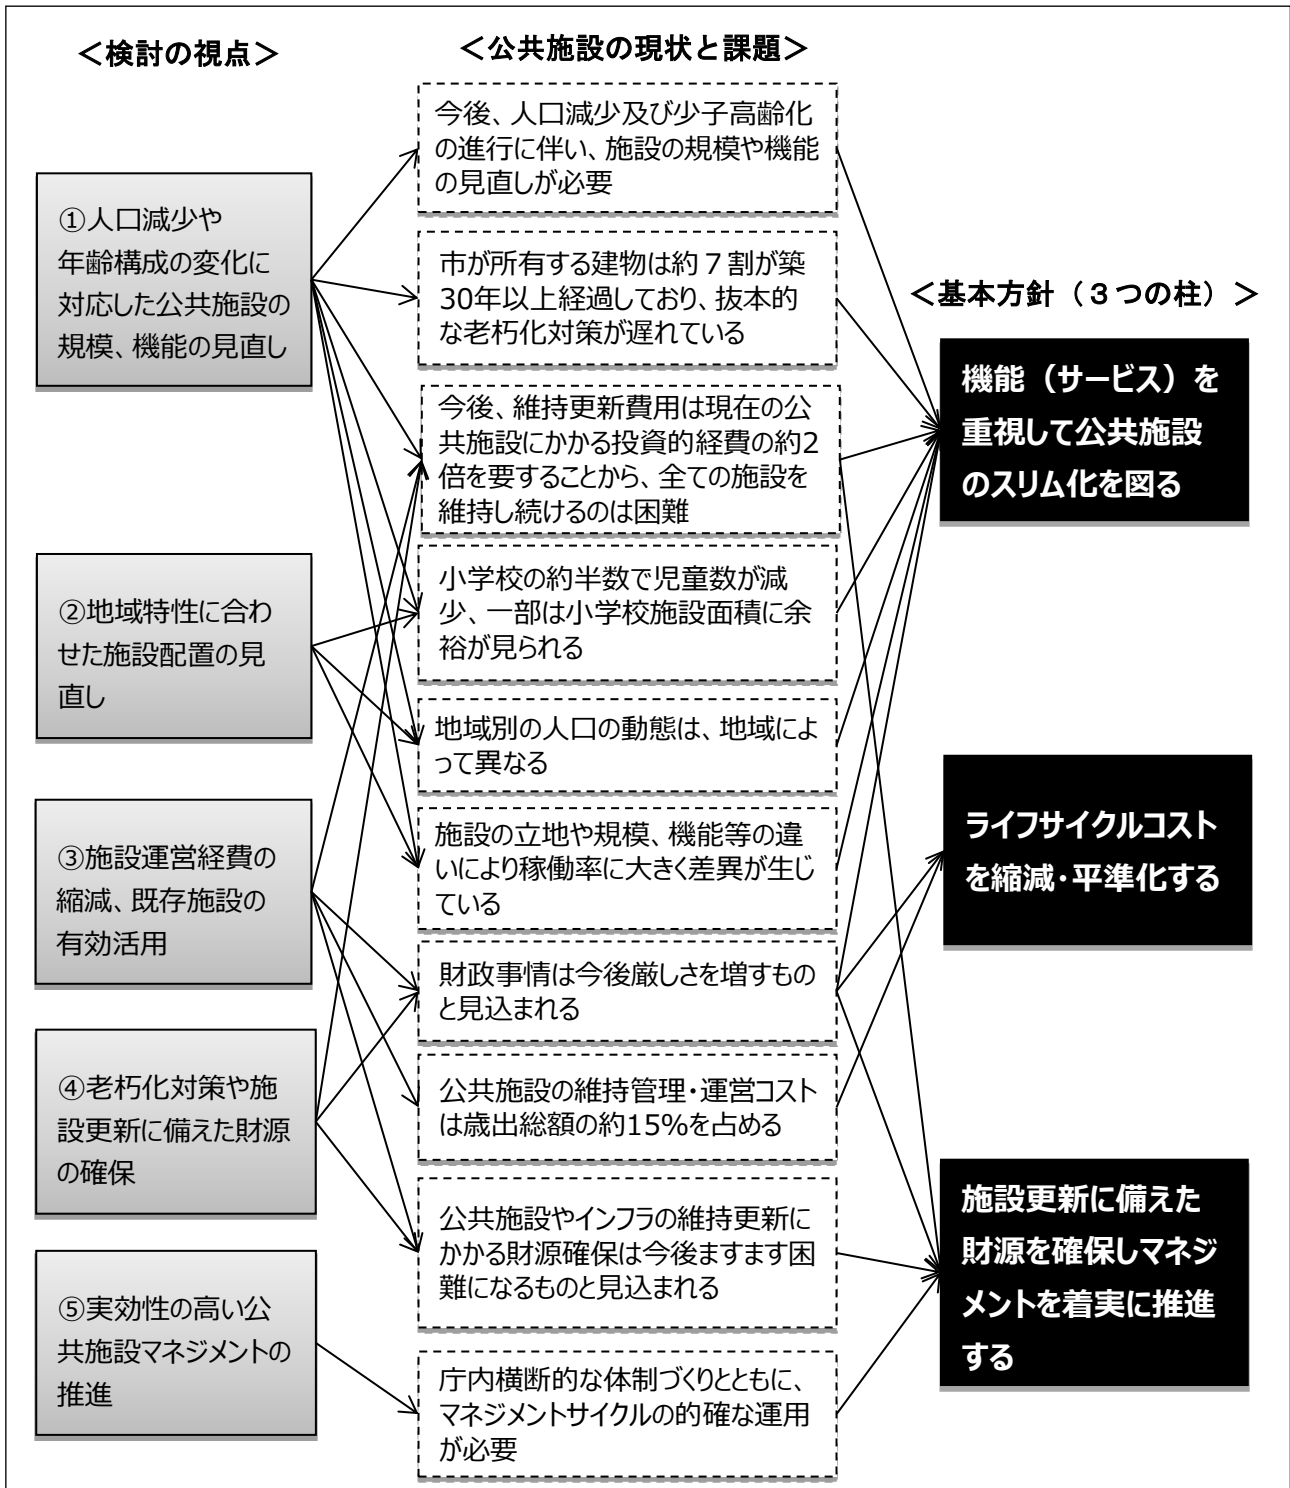 ＜検討の視点＞
①人口減少や
年齢構成の変化に
対応した公共施設の
規模、機能の見直し
②地域特性に合わ
せた施設配置の見
直し
③施設運営経費の
縮減、既存施設の
有効活用
④老朽化対策や施
設更新に備えた財源
の確保
⑤実効性の高い公
共施設マネジメントの
推進
＜公共施設の現状と課題＞
今後、人口減少及び少子高齢化
の進行に伴い、施設の規模や機能
の見直しが必要
市が所有する建物は約７割が築
30年以上経過しており、抜本的
な老朽化対策が遅れている
今後、維持更新費用は現在の公
共施設にかかる投資的経費の約2
倍を要することから、全ての施設を
維持し続けるのは困難
小学校の約半数で児童数が減
少、一部は小学校施設面積に余
裕が見られる
地域別の人口の動態は、地域によ
って異なる
施設の立地や規模、機能等の違
いにより稼働率に大きく差異が生じ
ている
財政事情は今後厳しさを増すもの
と見込まれる
公共施設の維持管理・運営コスト
は歳出総額の約15%を占める
公共施設やインフラの維持更新に
かかる財源確保は今後ますます困
難になるものと見込まれる
庁内横断的な体制づくりとともに、
マネジメントサイクルの的確な運用
が必要
＜基本方針（３つの柱）＞
機能（サービス）を
重視して公共施設
のスリム化を図る
ライフサイクルコスト
を縮減・平準化する
施設更新に備えた
財源を確保しマネジ
メントを着実に推進
する